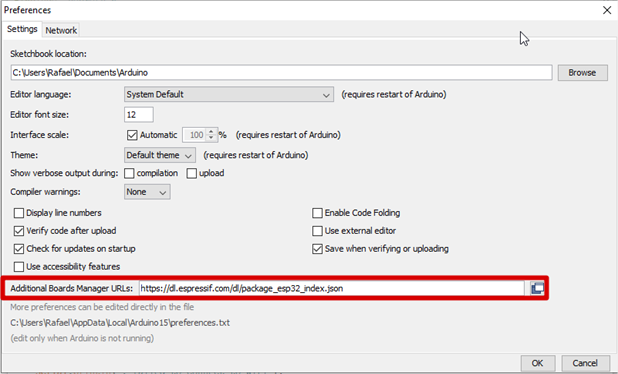 Preferences
Settings Network
Sketchbook location:
C:\Users\Rafael\Documents\Arduino Browse
Editor language: System Default (requires restart of Arduino)
Editor font size: 12
Interface scale: Automatic 100 % (requires restart of Arduino)
Theme: Default theme (requires restart of Arduino)
Show verbose output during: compilation upload
Compiler warnings: None
Display line numbers Enable Code Folding
Verify code after upload Use external editor
Check for updates on startup Save when verifying or uploading
Use accessibility features
Additional Boards Manager URLs: https://dl.espressif.com/dl/package_esp32_index.json
More preferences can be edited directly in the file
C:\Users\Rafael\AppData\Local\Arduino15\preferences.txt
(edit only when Arduino is not running)
OK Cancel